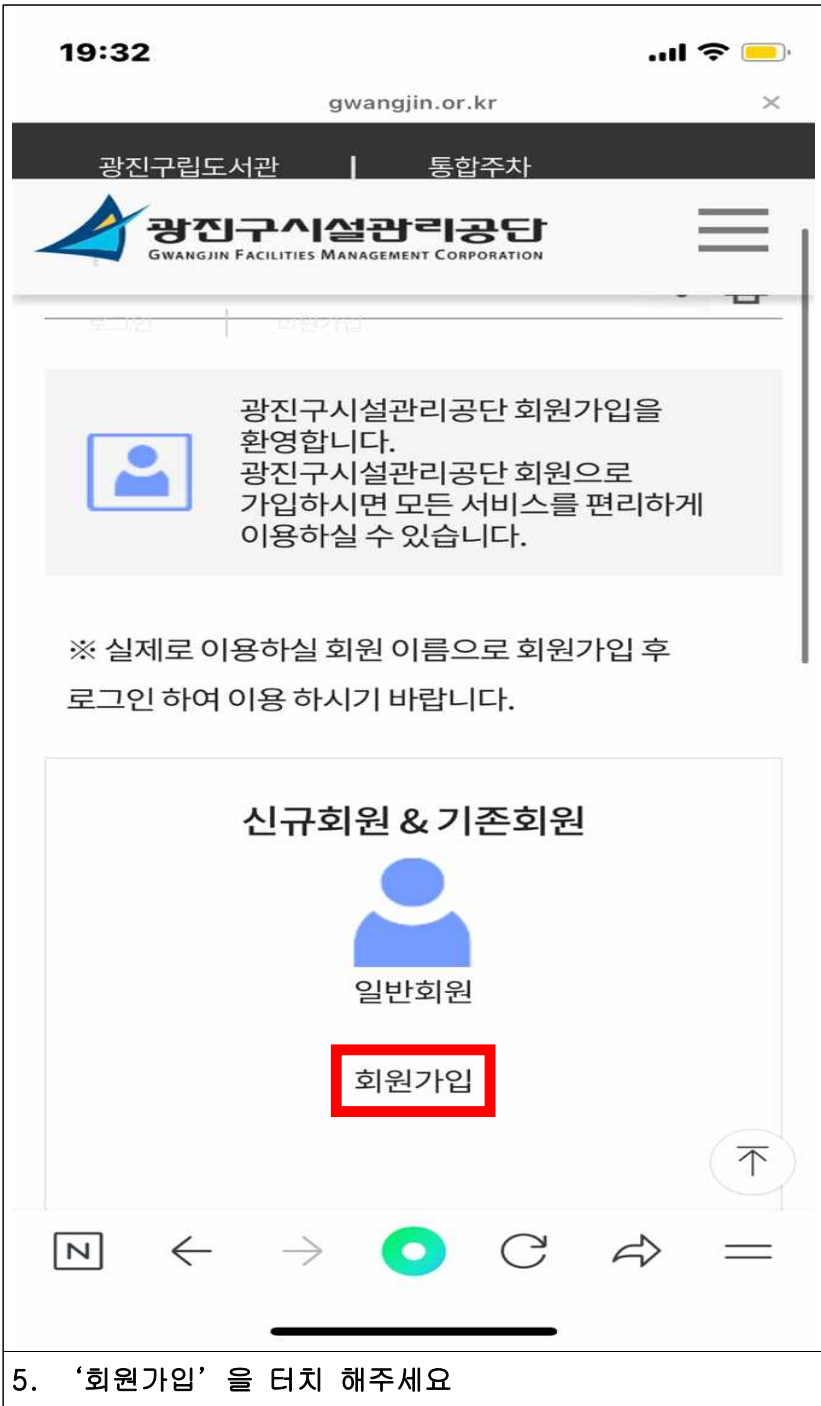 19:32
gwangjin.or.kr
광진구립도서관 | 통합주차
광진구시설관리공단
GWANGJIN FACILITIES MANAGEMENT CORPORATION
로그인 | 회원가입
광진구시설관리공단 회원가입을
환영합니다.
광진구시설관리공단 회원으로
가입하시면 모든 서비스를 편리하게
이용하실 수 있습니다.
※ 실제로 이용하실 회원 이름으로 회원가입 후
로그인 하여 이용 하시기 바랍니다.
신규회원 & 기존회원
일반회원
회원가입
N
5. ‘회원가입’을 터치 해주세요